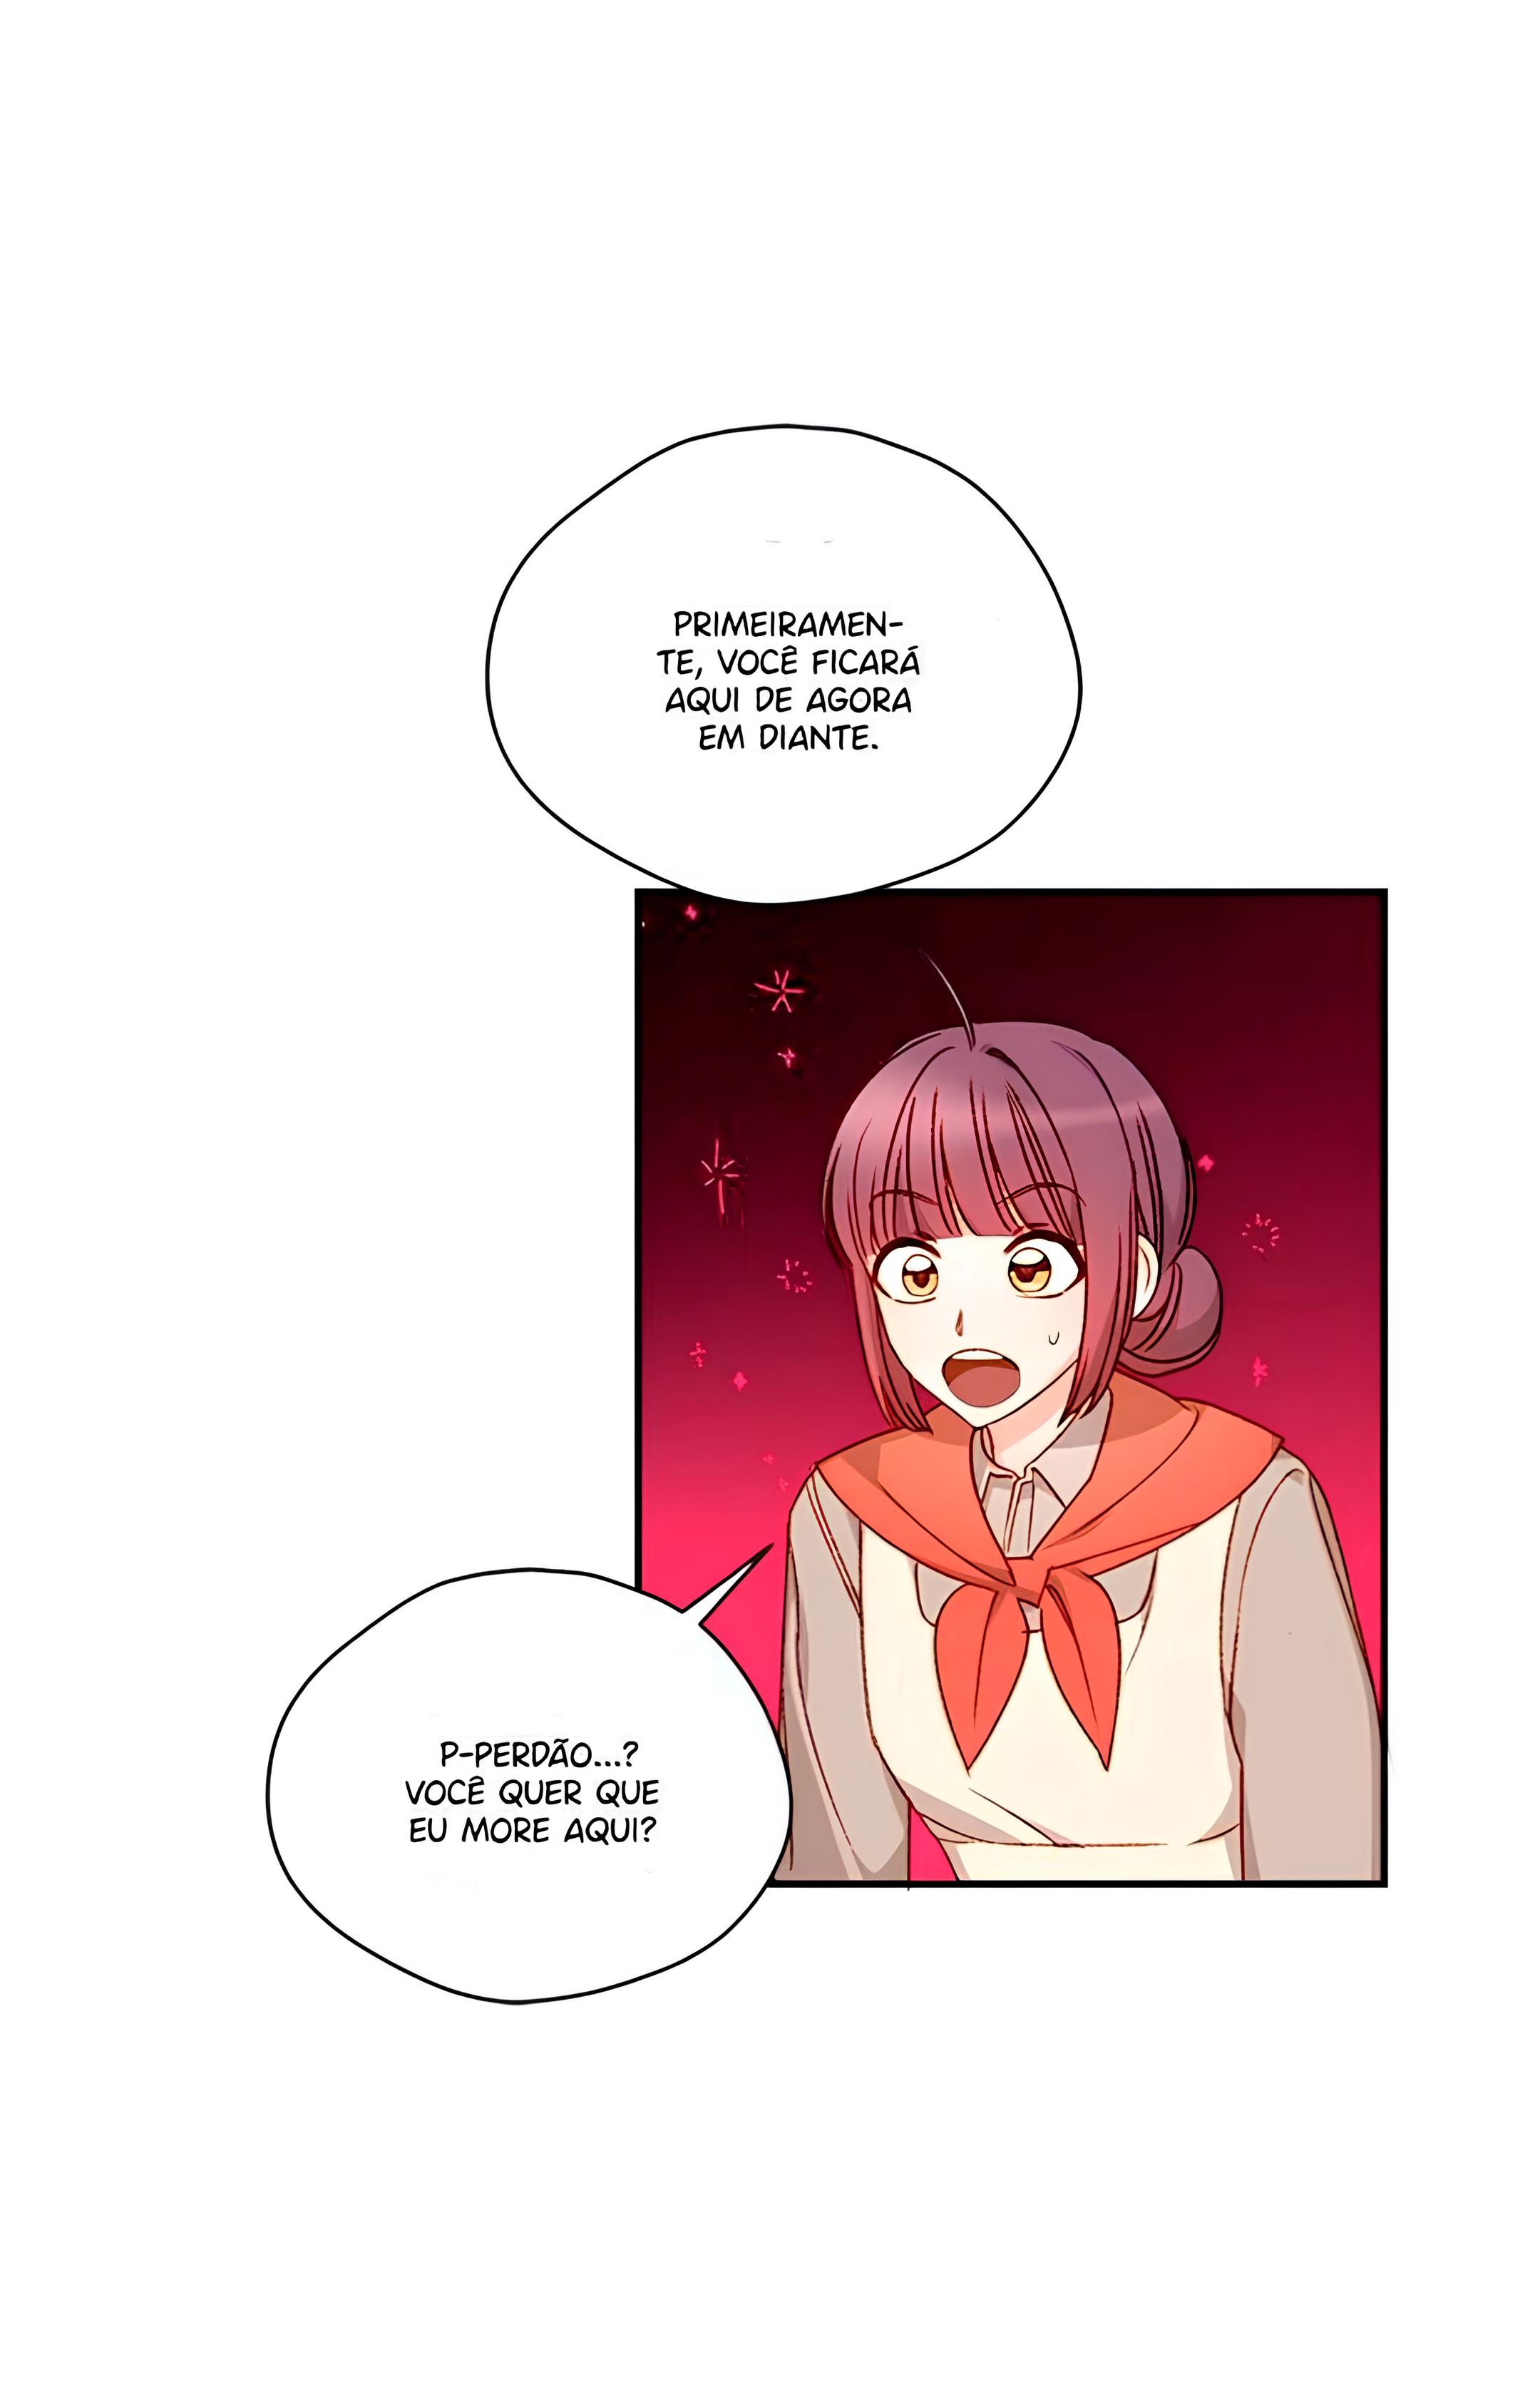 PRIMEIRAMEN-
TE, VOCÊ FICARÁ
AQUI DE AGORA
EM DIANTE.
P-PERDÃO...?
VOCÊ QUER QUE
EU MORE AQUI?